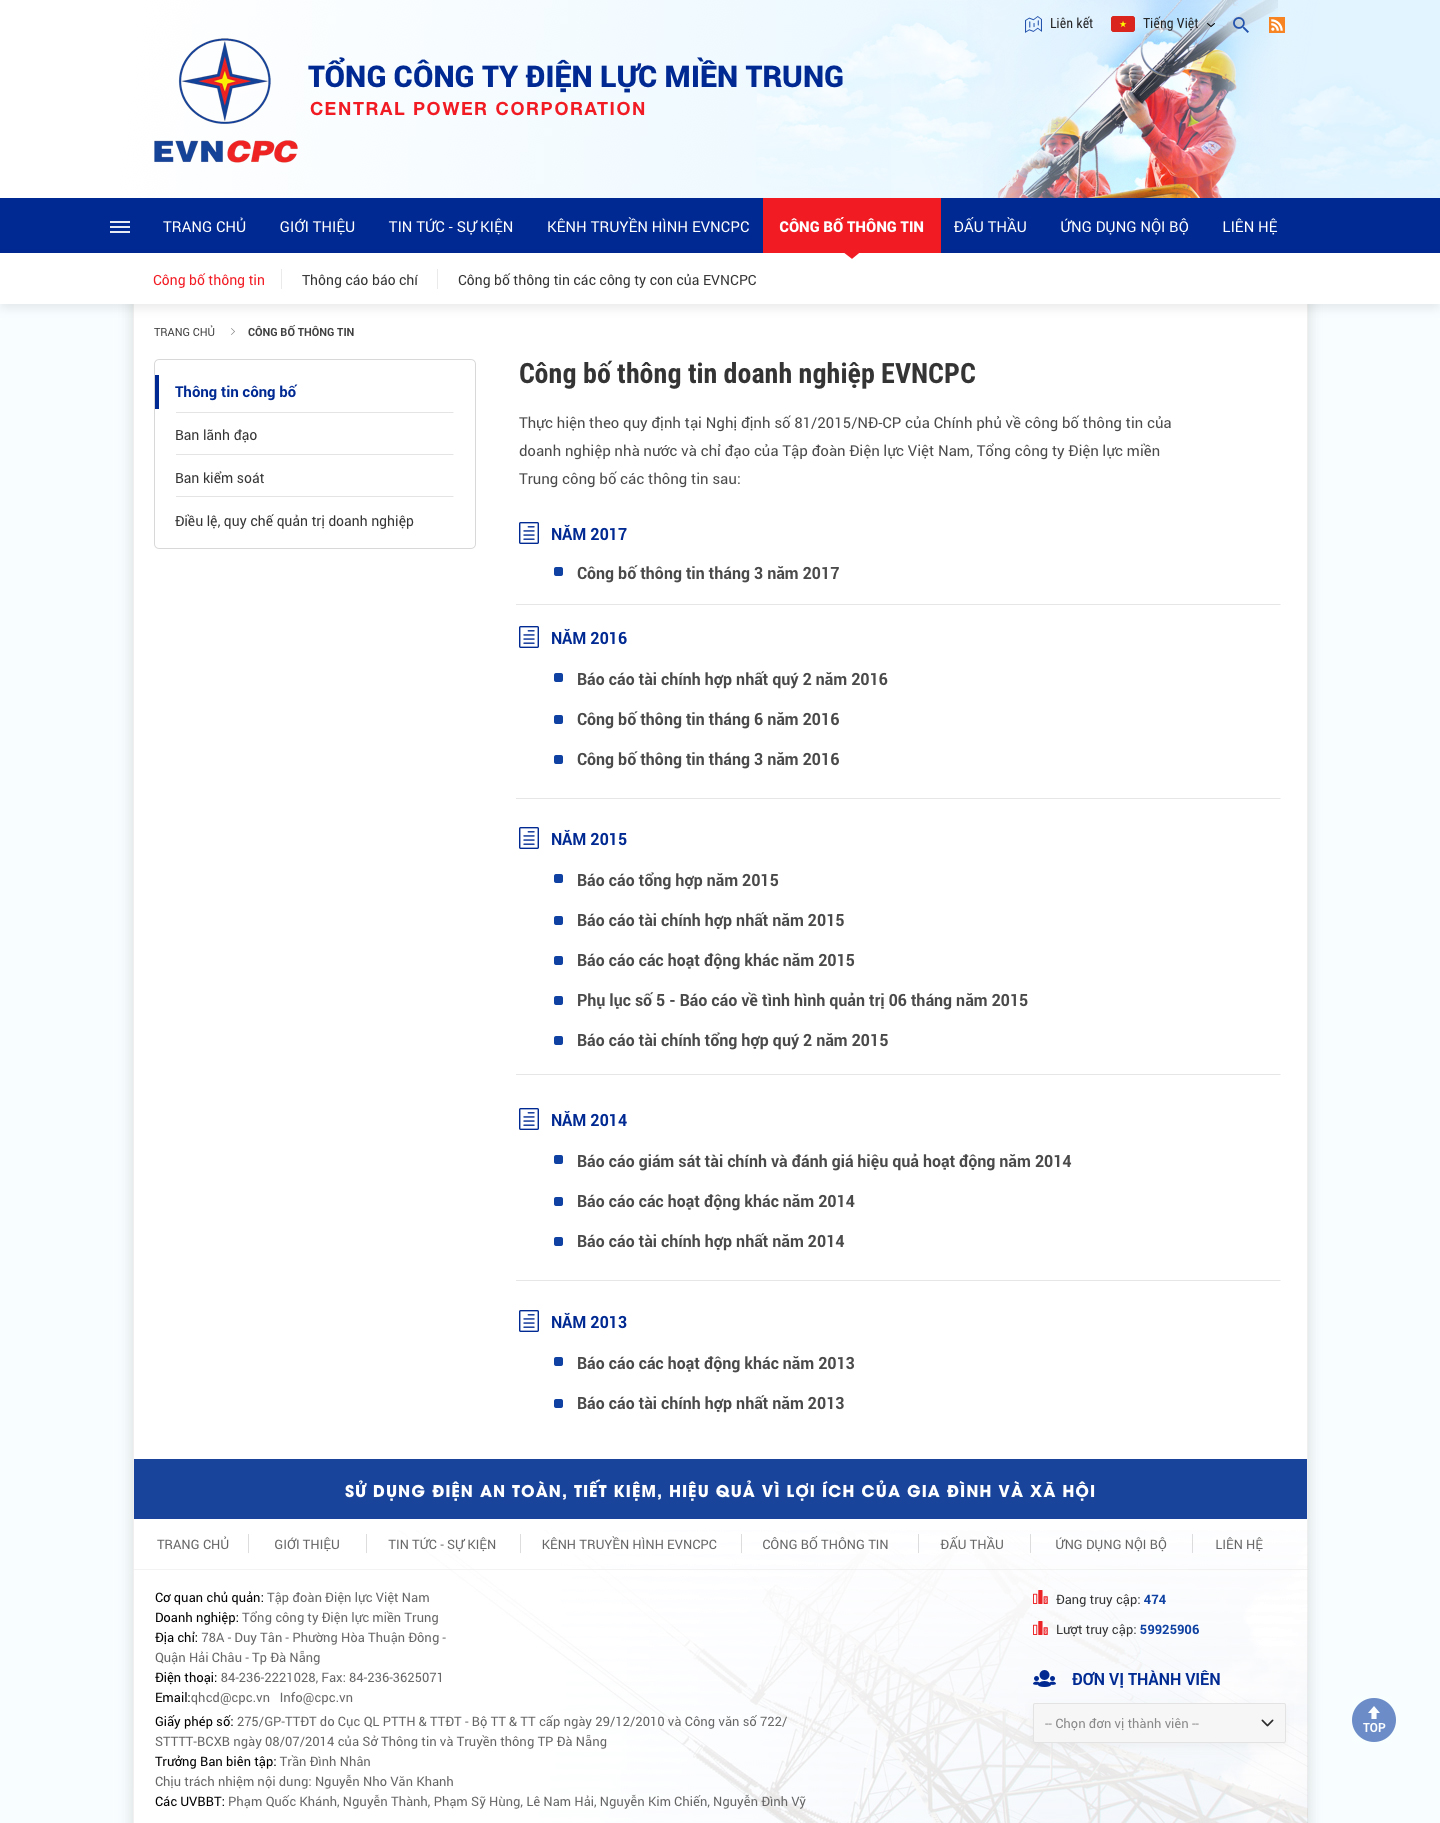 Liên kết
Tiếng Việt
TỔNG CÔNG TY ĐIỆN LỰC MIỀN TRUNG
CENTRAL POWER CORPORATION
EVNCPC
TRANG CHỦ
GIỚI THIỆU
TIN TỨC - SỰ KIỆN
KÊNH TRUYỀN HÌNH EVNCPC
CÔNG BỐ THÔNG TIN
ĐẤU THẦU
ỨNG DỤNG NỘI BỘ
LIÊN HỆ
Công bố thông tin
Thông cáo báo chí
Công bố thông tin các công ty con của EVNCPC
TRANG CHỦ
CÔNG BỐ THÔNG TIN
Thông tin công bố
Ban lãnh đạo
Ban kiểm soát
Điều lệ, quy chế quản trị doanh nghiệp
Công bố thông tin doanh nghiệp EVNCPC
Thực hiện theo quy định tại Nghị định số 81/2015/NĐ-CP của Chính phủ về công bố thông tin của
doanh nghiệp nhà nước và chỉ đạo của Tập đoàn Điện lực Việt Nam, Tổng công ty Điện lực miền
Trung công bố các thông tin sau:
NĂM 2017
Công bố thông tin tháng 3 năm 2017
NĂM 2016
Báo cáo tài chính hợp nhất quý 2 năm 2016
Công bố thông tin tháng 6 năm 2016
Công bố thông tin tháng 3 năm 2016
NĂM 2015
Báo cáo tổng hợp năm 2015
Báo cáo tài chính hợp nhất năm 2015
Báo cáo các hoạt động khác năm 2015
Phụ lục số 5 - Báo cáo về tình hình quản trị 06 tháng năm 2015
Báo cáo tài chính tổng hợp quý 2 năm 2015
NĂM 2014
Báo cáo giám sát tài chính và đánh giá hiệu quả hoạt động năm 2014
Báo cáo các hoạt động khác năm 2014
Báo cáo tài chính hợp nhất năm 2014
NĂM 2013
Báo cáo các hoạt động khác năm 2013
Báo cáo tài chính hợp nhất năm 2013
SỬ DỤNG ĐIỆN AN TOÀN, TIẾT KIỆM, HIỆU QUẢ VÌ LỢI ÍCH CỦA GIA ĐÌNH VÀ XÃ HỘI
TRANG CHỦ
GIỚI THIỆU
TIN TỨC - SỰ KIỆN
KÊNH TRUYỀN HÌNH EVNCPC
CÔNG BỐ THÔNG TIN
ĐẤU THẦU
ỨNG DỤNG NỘI BỘ
LIÊN HỆ
Cơ quan chủ quản: Tập đoàn Điện lực Việt Nam
Doanh nghiệp: Tổng công ty Điện lực miền Trung
Địa chỉ: 78A - Duy Tân - Phường Hòa Thuận Đông -
Quận Hải Châu - Tp Đà Nẵng
Điện thoại: 84-236-2221028, Fax: 84-236-3625071
Email:qhcd@cpc.vn   Info@cpc.vn
Giấy phép số: 275/GP-TTĐT do Cục QL PTTH & TTĐT - Bộ TT & TT cấp ngày 29/12/2010 và Công văn số 722/
STTTT-BCXB ngày 08/07/2014 của Sở Thông tin và Truyền thông TP Đà Nẵng
Trưởng Ban biên tập: Trần Đình Nhân
Chịu trách nhiệm nội dung: Nguyễn Nho Văn Khanh
Các UVBBT: Phạm Quốc Khánh, Nguyễn Thành, Phạm Sỹ Hùng, Lê Nam Hải, Nguyễn Kim Chiến, Nguyễn Đình Vỹ
Đang truy cập: 474
Lượt truy cập: 59925906
ĐƠN VỊ THÀNH VIÊN
-- Chọn đơn vị thành viên --
TOP